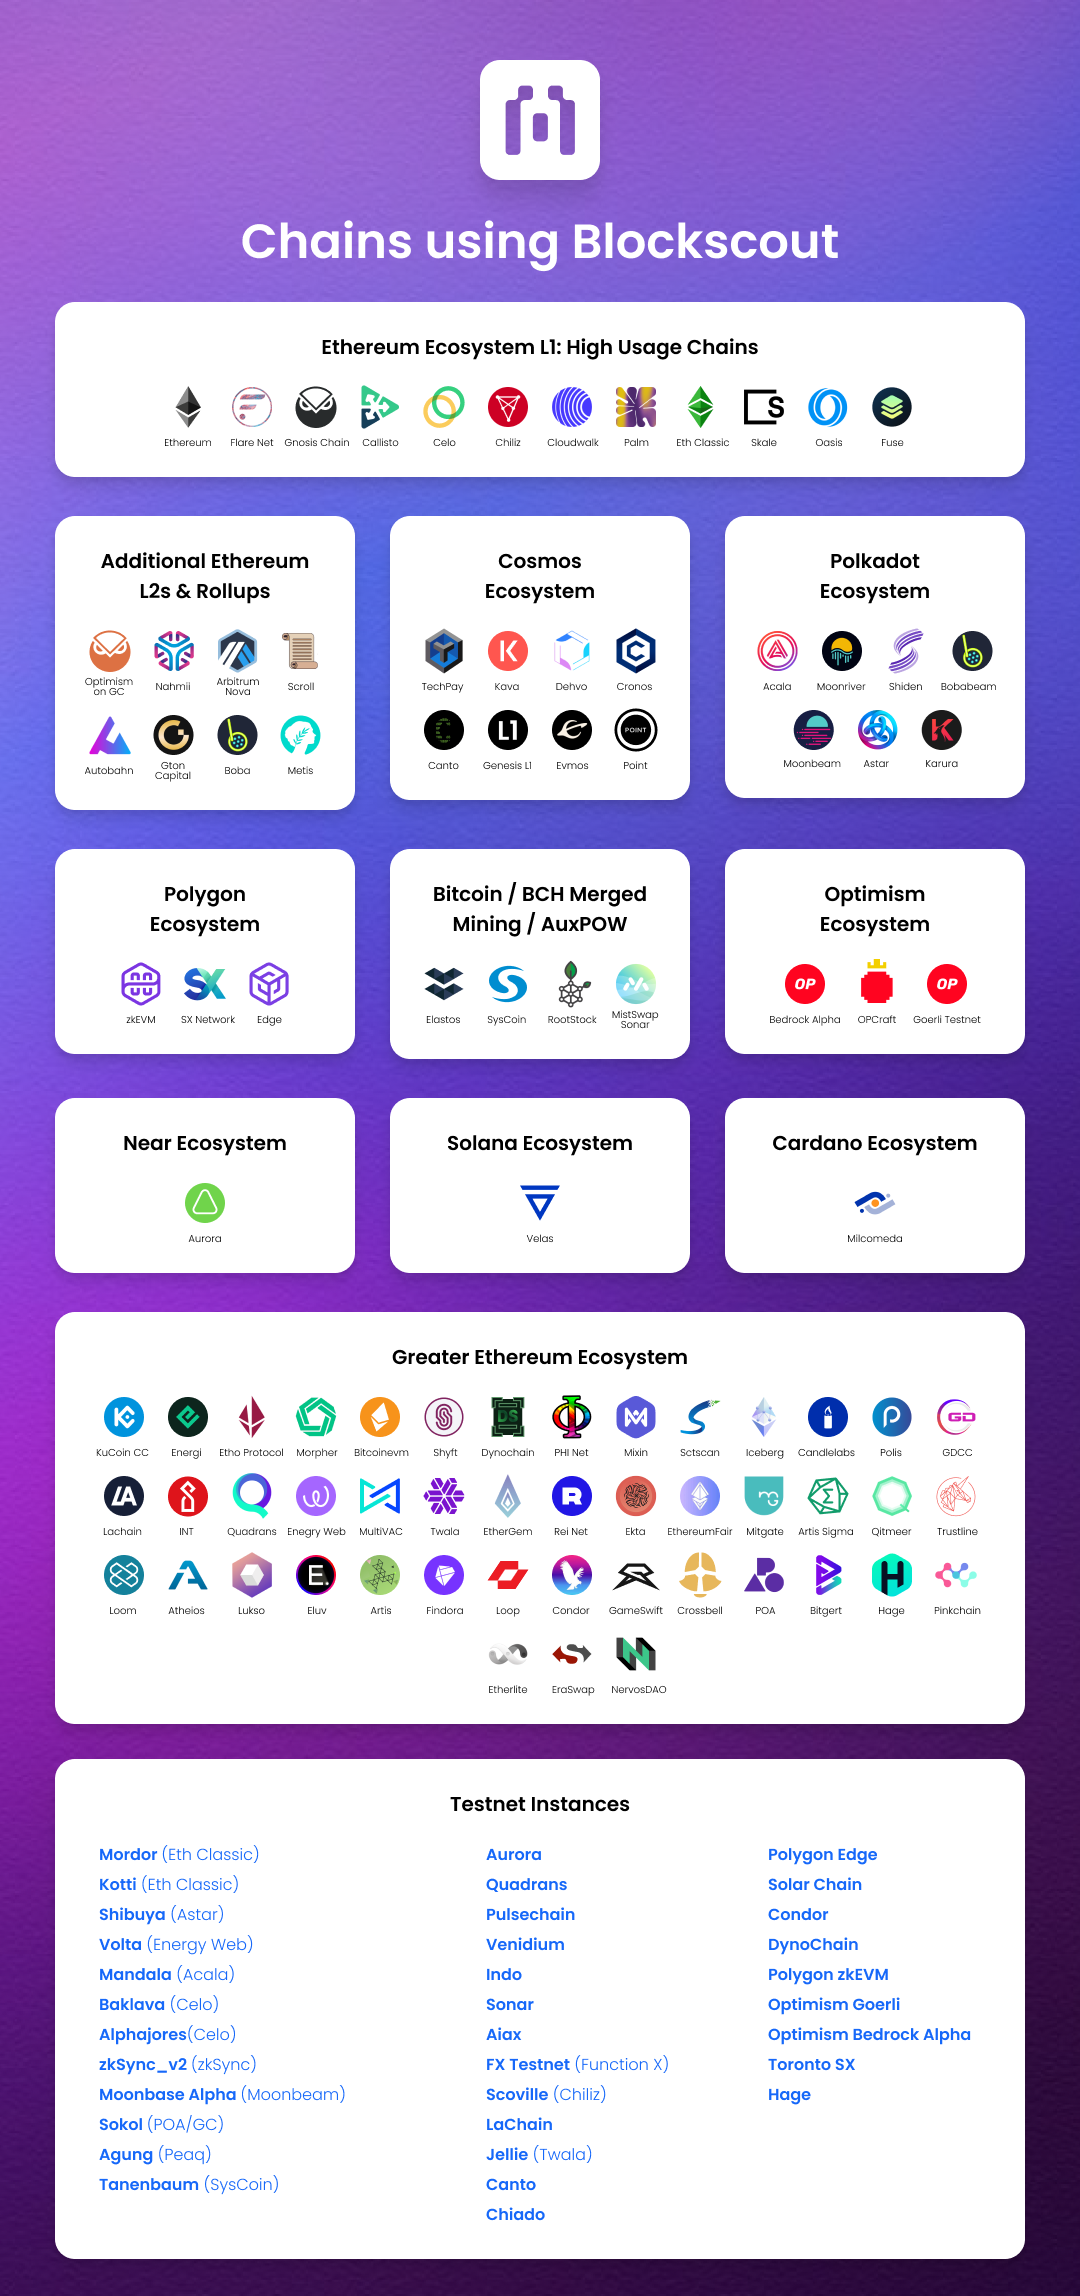 Chains using Blockscout
Ethereum Ecosystem L1: High Usage Chains
S
Ethereum Flare Net Gnosis Chain Callisto Celo Chiliz Cloudwalk Palm Eth Classic Skale Oasis Fuse
Additional Ethereum
L2s & Rollups
Optimism
on GC
Nahmii
Arbitrum
Nova
Scroll
Autobahn
Gton
Capital
Boba
Metis
Cosmos
Ecosystem
TechPay Kava Dehvo Cronos
L1
POINT
Canto Genesis L1 Evmos Point
Polkadot
Ecosystem
Acala Moonriver Shiden Bobabeam
Moonbeam Astar Karura
Polygon
Ecosystem
SX
zkEVM SX Network Edge
Bitcoin / BCH Merged
Mining / AuxPOW
Elastos SysCoin RootStock
MistSwap
Sonar
Optimism
Ecosystem
OP OP
Bedrock Alpha OPCraft Goerli Testnet
Near Ecosystem
Aurora
Solana Ecosystem
Velas
Cardano Ecosystem
Milcomeda
Greater Ethereum Ecosystem
DS GD
KuCoin CC Energi Etho Protocol Morpher Bitcoinevm Shyft Dynochain PHI Net Mixin Sctscan Iceberg Candlelabs Polis GDCC
LA R
Lachain INT Quadrans Enegry Web MultiVAC Twala EtherGem Rei Net Ekta EthereumFair Mitgate Artis Sigma Qitmeer Trustline
E. H
Loom Atheios Lukso Eluv Artis Findora Loop Condor GameSwift Crossbell POA Bitgert Hage Pinkchain
Etherlite EraSwap NervosDAO
Testnet Instances
Mordor (Eth Classic)
Kotti (Eth Classic)
Shibuya (Astar)
Volta (Energy Web)
Mandala (Acala)
Baklava (Celo)
Alphajores(Celo)
zkSync_v2 (zkSync)
Moonbase Alpha (Moonbeam)
Sokol (POA/GC)
Agung (Peaq)
Tanenbaum (SysCoin)
Aurora
Quadrans
Pulsechain
Venidium
Indo
Sonar
Aiax
FX Testnet (Function X)
Scoville (Chiliz)
LaChain
Jellie (Twala)
Canto
Chiado
Polygon Edge
Solar Chain
Condor
DynoChain
Polygon zkEVM
Optimism Goerli
Optimism Bedrock Alpha
Toronto SX
Hage